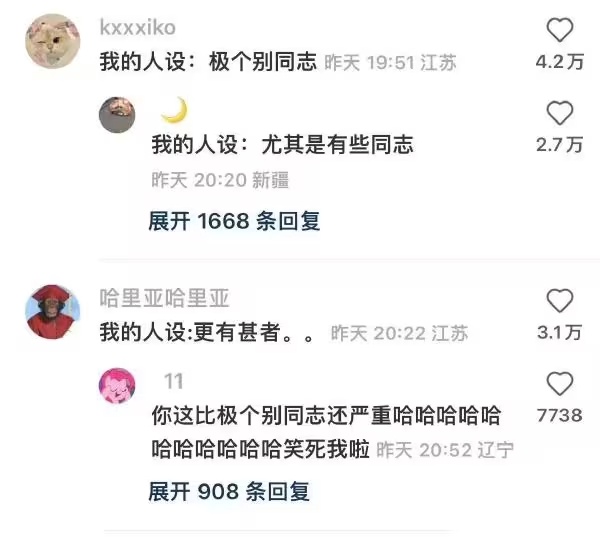 kxxxiko
我的人设：极个别同志 昨天 19:51 江苏
4.2万
🌙
我的人设：尤其是有些同志
昨天 20:20 新疆
2.7万
展开 1668 条回复
哈里亚哈里亚
我的人设:更有甚者。。 昨天 20:22 江苏
3.1万
11
你这比极个别同志还严重哈哈哈哈哈
哈哈哈哈哈哈笑死我啦 昨天 20:52 辽宁
7738
展开 908 条回复